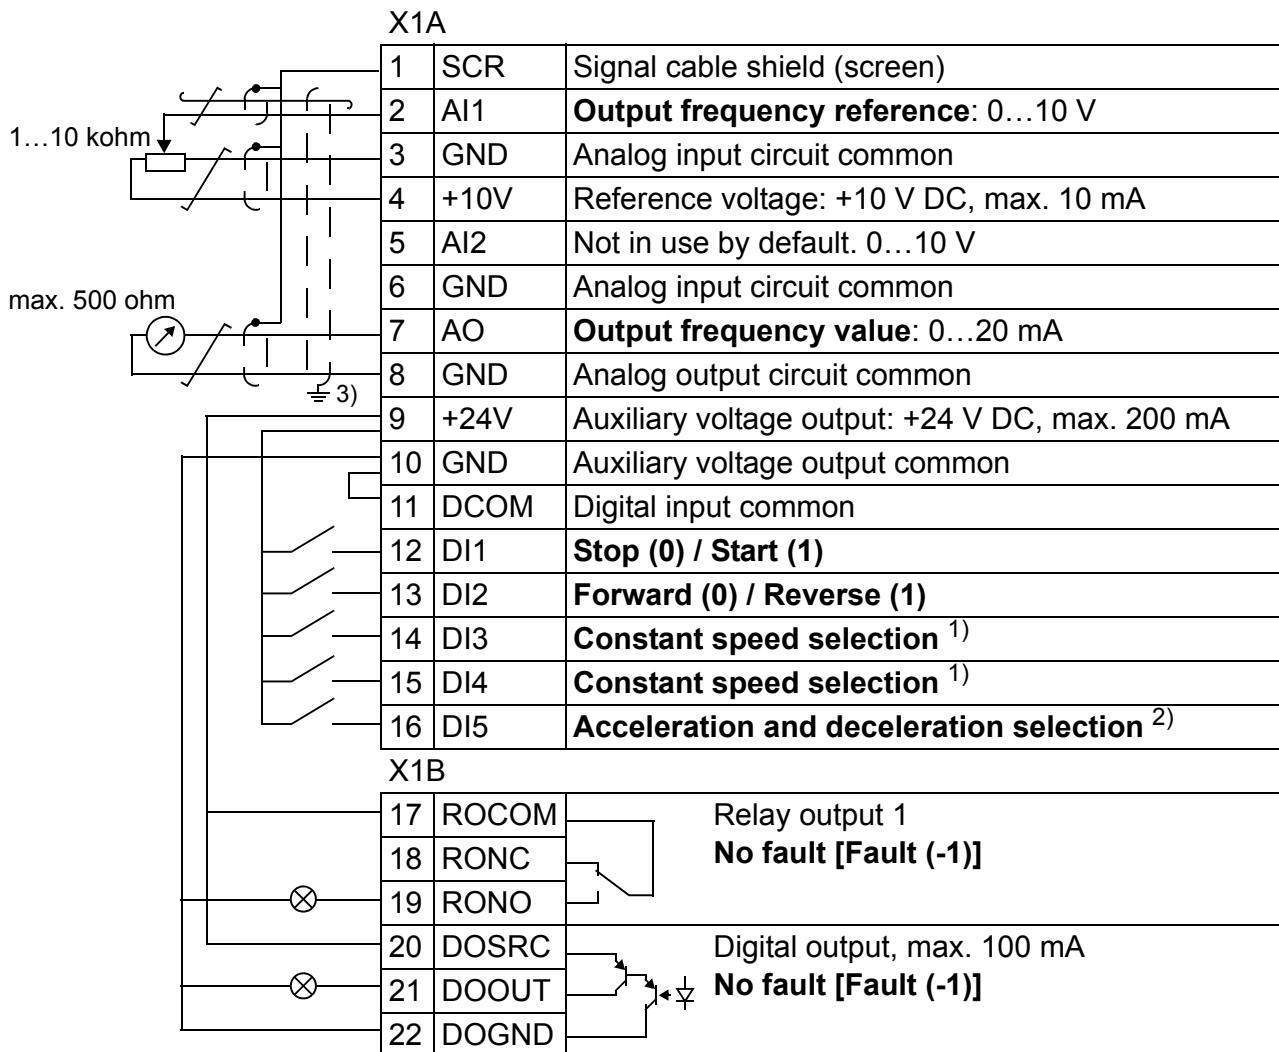 X1A
1 SCR Signal cable shield (screen)
2 AI1 Output frequency reference: 0…10 V
1…10 kohm
3 GND Analog input circuit common
4 +10V Reference voltage: +10 V DC, max. 10 mA
5 AI2 Not in use by default. 0…10 V
6 GND Analog input circuit common
max. 500 ohm
7 AO Output frequency value: 0…20 mA
8 GND Analog output circuit common
3)
9 +24V Auxiliary voltage output: +24 V DC, max. 200 mA
10 GND Auxiliary voltage output common
11 DCOM Digital input common
12 DI1 Stop (0) / Start (1)
13 DI2 Forward (0) / Reverse (1)
14 DI3 Constant speed selection 1)
15 DI4 Constant speed selection 1)
16 DI5 Acceleration and deceleration selection 2)
X1B
17 ROCOM Relay output 1
18 RONC No fault [Fault (-1)]
19 RONO
20 DOSRC Digital output, max. 100 mA
21 DOOUT No fault [Fault (-1)]
22 DOGND